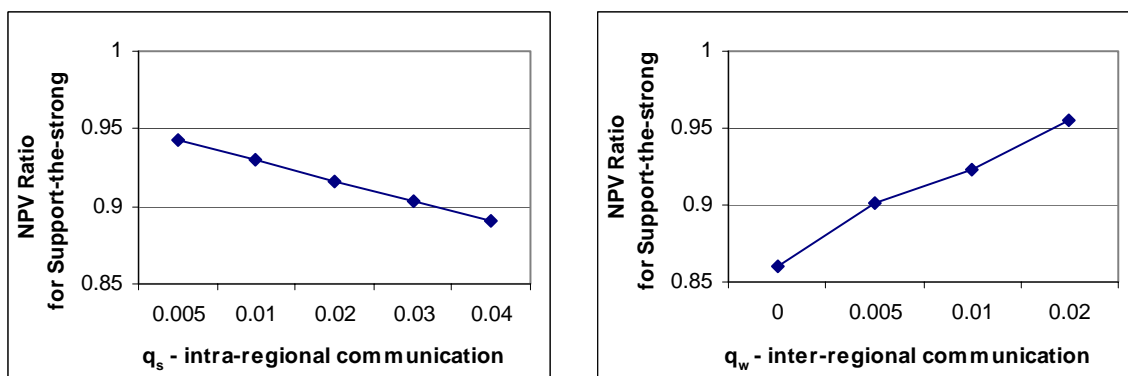 NPV Ratio
for Support-the-strong
1
0.95
0.9
0.85
0.005 0.01 0.02 0.03 0.04
qs - intra-regional communication
NPV Ratio
for Support-the-strong
1
0.95
0.9
0.85
0 0.005 0.01 0.02
qw - inter-regional communication